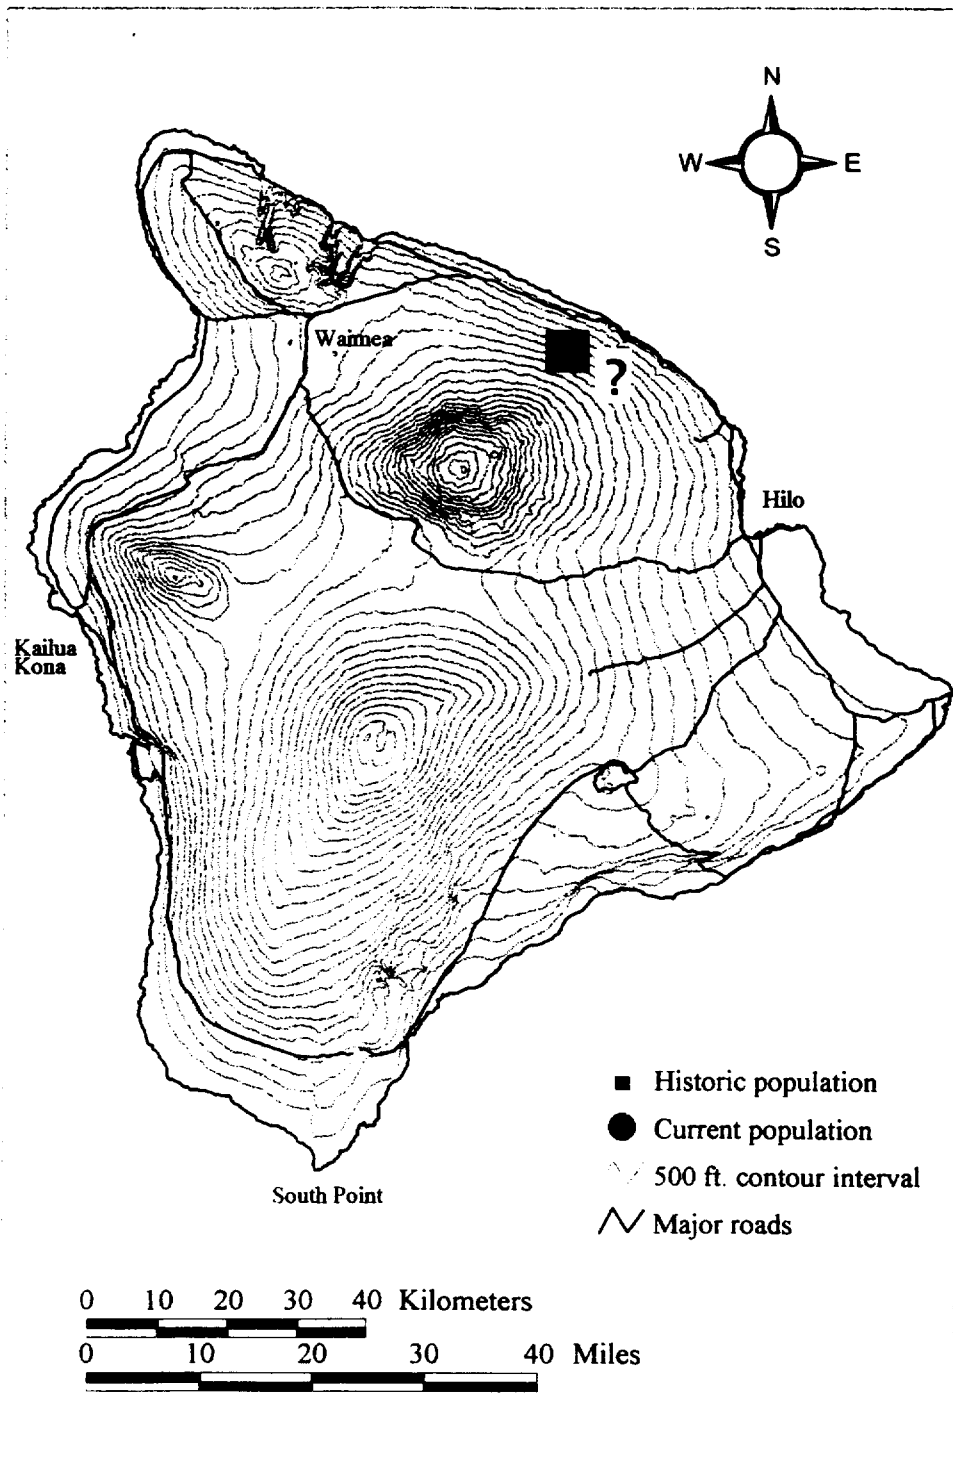 N
W E
S
Waimea
?
Hilo
Kailua
Kona
Historic population
Current population
500 ft. contour interval
Major roads
South Point
0 10 20 30 40 Kilometers
0 10 20 30 40 Miles